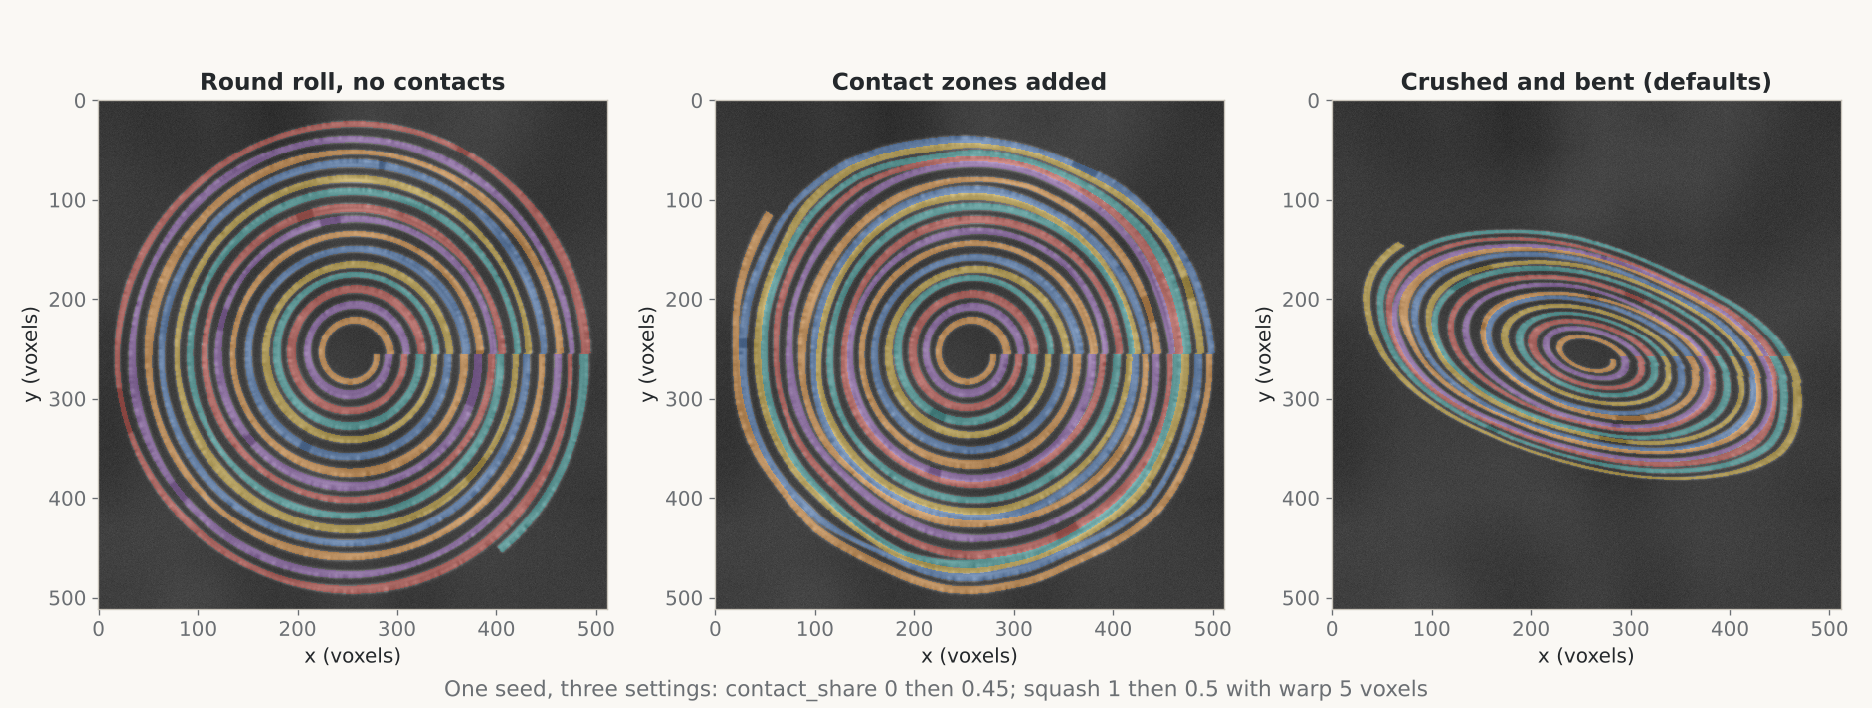 Round roll, no contacts
Contact zones added
Crushed and bent (defaults)
0
100
200
300
400
500
y (voxels)
0 100 200 300 400 500
x (voxels)
0
100
200
300
400
500
y (voxels)
0 100 200 300 400 500
x (voxels)
0
100
200
300
400
500
y (voxels)
0 100 200 300 400 500
x (voxels)
One seed, three settings: contact_share 0 then 0.45; squash 1 then 0.5 with warp 5 voxels